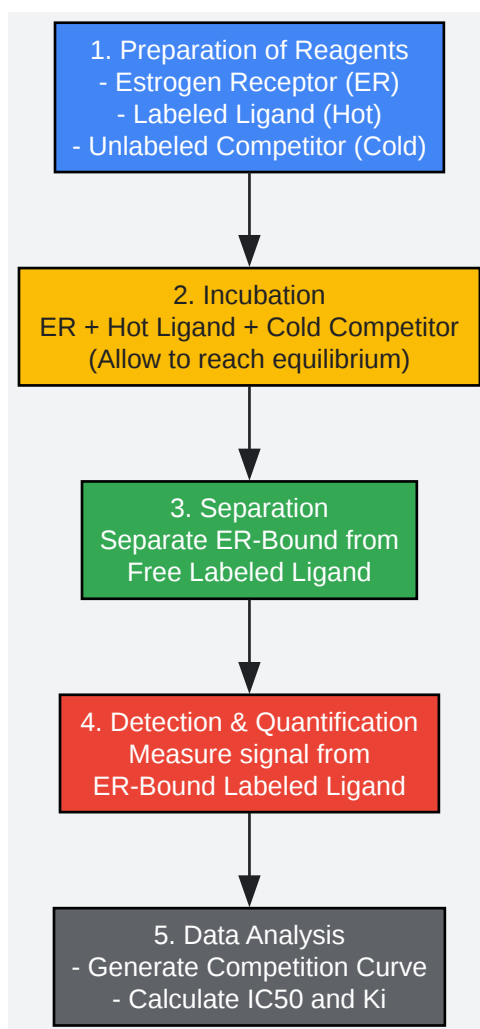 1. Preparation of Reagents
- Estrogen Receptor (ER)
- Labeled Ligand (Hot)
- Unlabeled Competitor (Cold)
2. Incubation
ER + Hot Ligand + Cold Competitor
(Allow to reach equilibrium)
3. Separation
Separate ER-Bound from
Free Labeled Ligand
4. Detection & Quantification
Measure signal from
ER-Bound Labeled Ligand
5. Data Analysis
- Generate Competition Curve
- Calculate IC50 and Ki